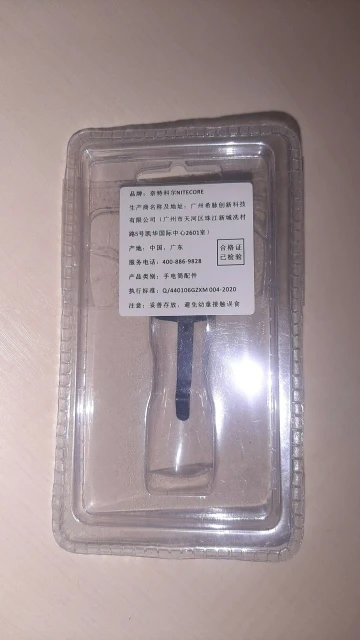 品牌：奈特科尔NITECORE
生产商名称及地址：广州希脉创新科技
有限公司（广州市天河区珠江新城冼村
路5号凯华国际中心2601室）
产地：中国．广东
服务电话：400-886-9828
产品类别：手电筒配件
执行标准：Q/440106GZXM 004-2020
注意：妥善存放，避免幼童接触误食
合格证
已检验